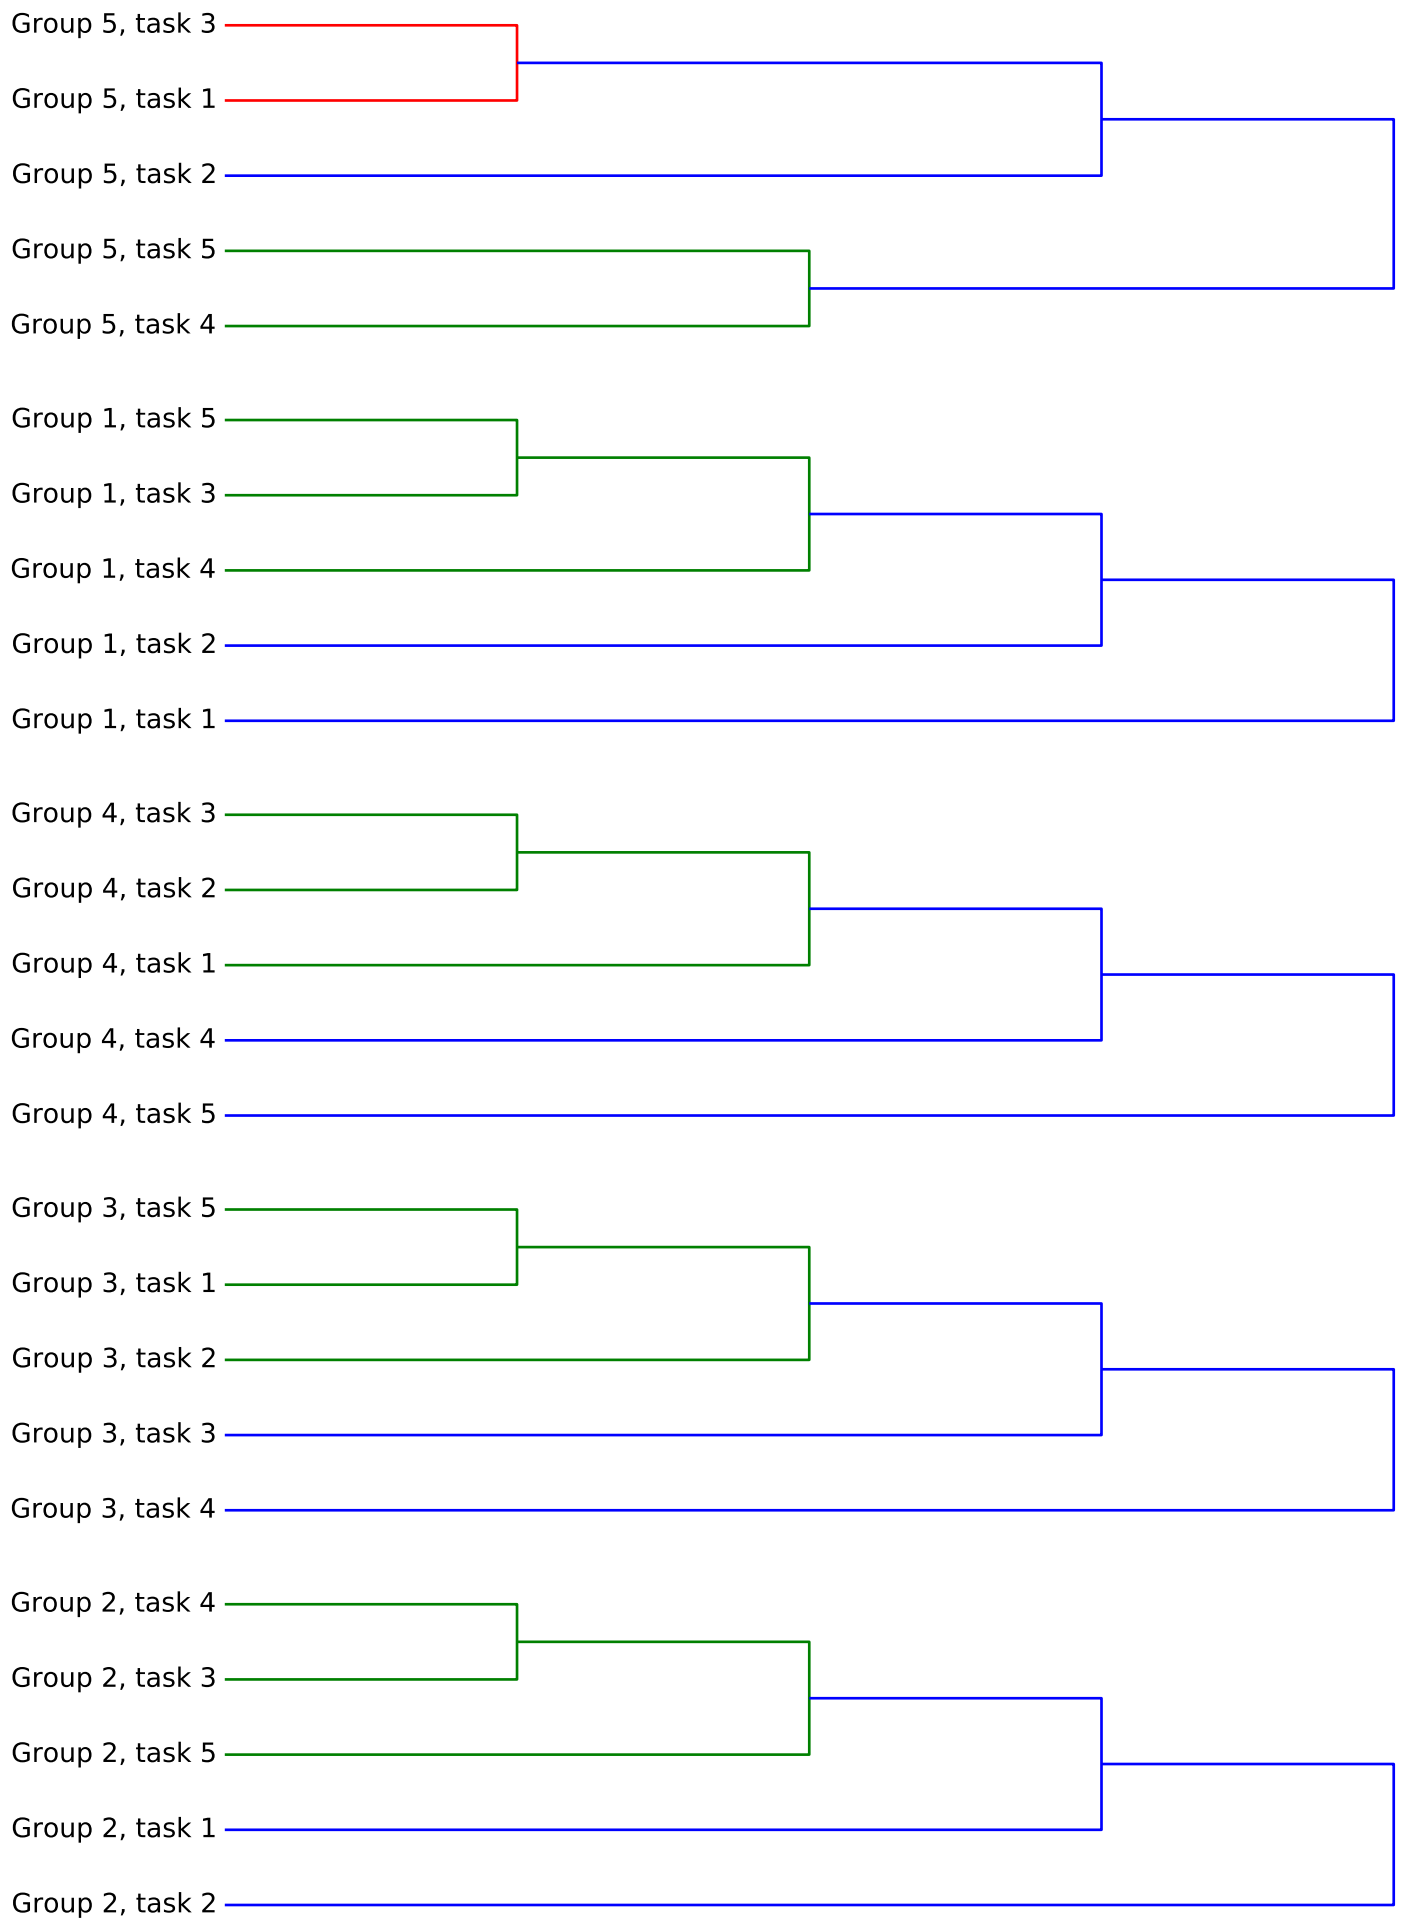 Group 5, task 3
Group 5, task 1
Group 5, task 2
Group 5, task 5
Group 5, task 4
Group 1, task 5
Group 1, task 3
Group 1, task 4
Group 1, task 2
Group 1, task 1
Group 4, task 3
Group 4, task 2
Group 4, task 1
Group 4, task 4
Group 4, task 5
Group 3, task 5
Group 3, task 1
Group 3, task 2
Group 3, task 3
Group 3, task 4
Group 2, task 4
Group 2, task 3
Group 2, task 5
Group 2, task 1
Group 2, task 2